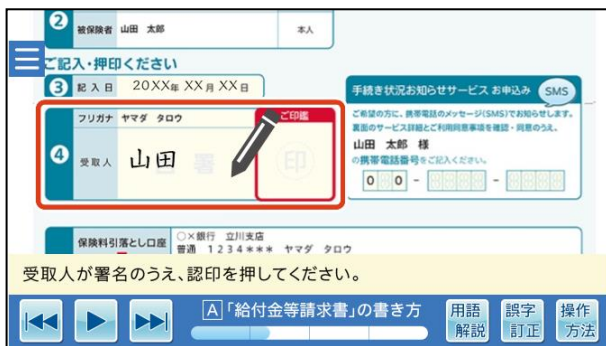 2 被保険者 山田 太郎 本人
ご記入・押印ください
3 記入日 20XX年 XX月 XX日
手続き状況お知らせサービス お申込み SMS
ご希望の方に、携帯電話のメッセージ(SMS)でお知らせします。
裏面のサービス詳細とご利用同意事項を確認・同意のうえ、
山田 太郎 様
の携帯電話番号をご記入ください。
0 0 - -
フリガナ ヤマダ タロウ ご印鑑
4 受取人 山田 署 印
保険料引落とし口座 〇×銀行 立川支店
普通 1234*** ヤマダ タロウ
受取人が署名のうえ、認印を押してください。
A「給付金等請求書」の書き方
用語解説
誤字訂正
操作方法